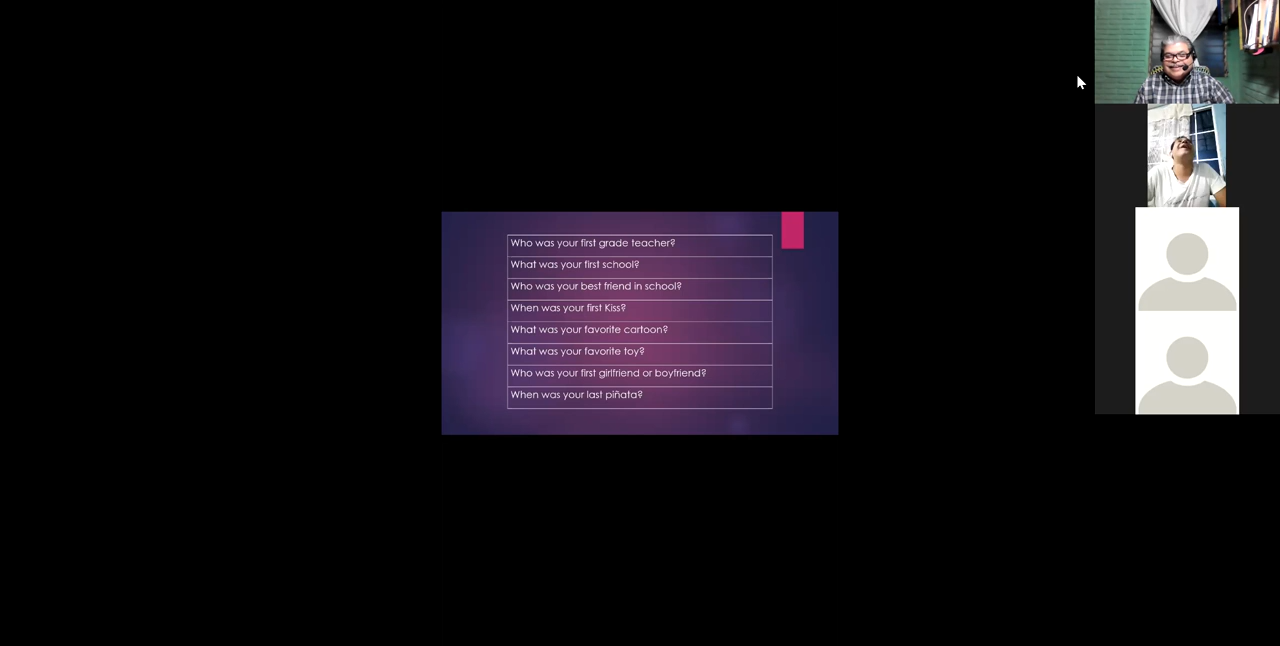 Who was your first grade teacher?
What was your first school?
Who was your best friend in school?
When was your first Kiss?
What was your favorite cartoon?
What was your favorite toy?
Who was your first girlfriend or boyfriend?
When was your last piñata?